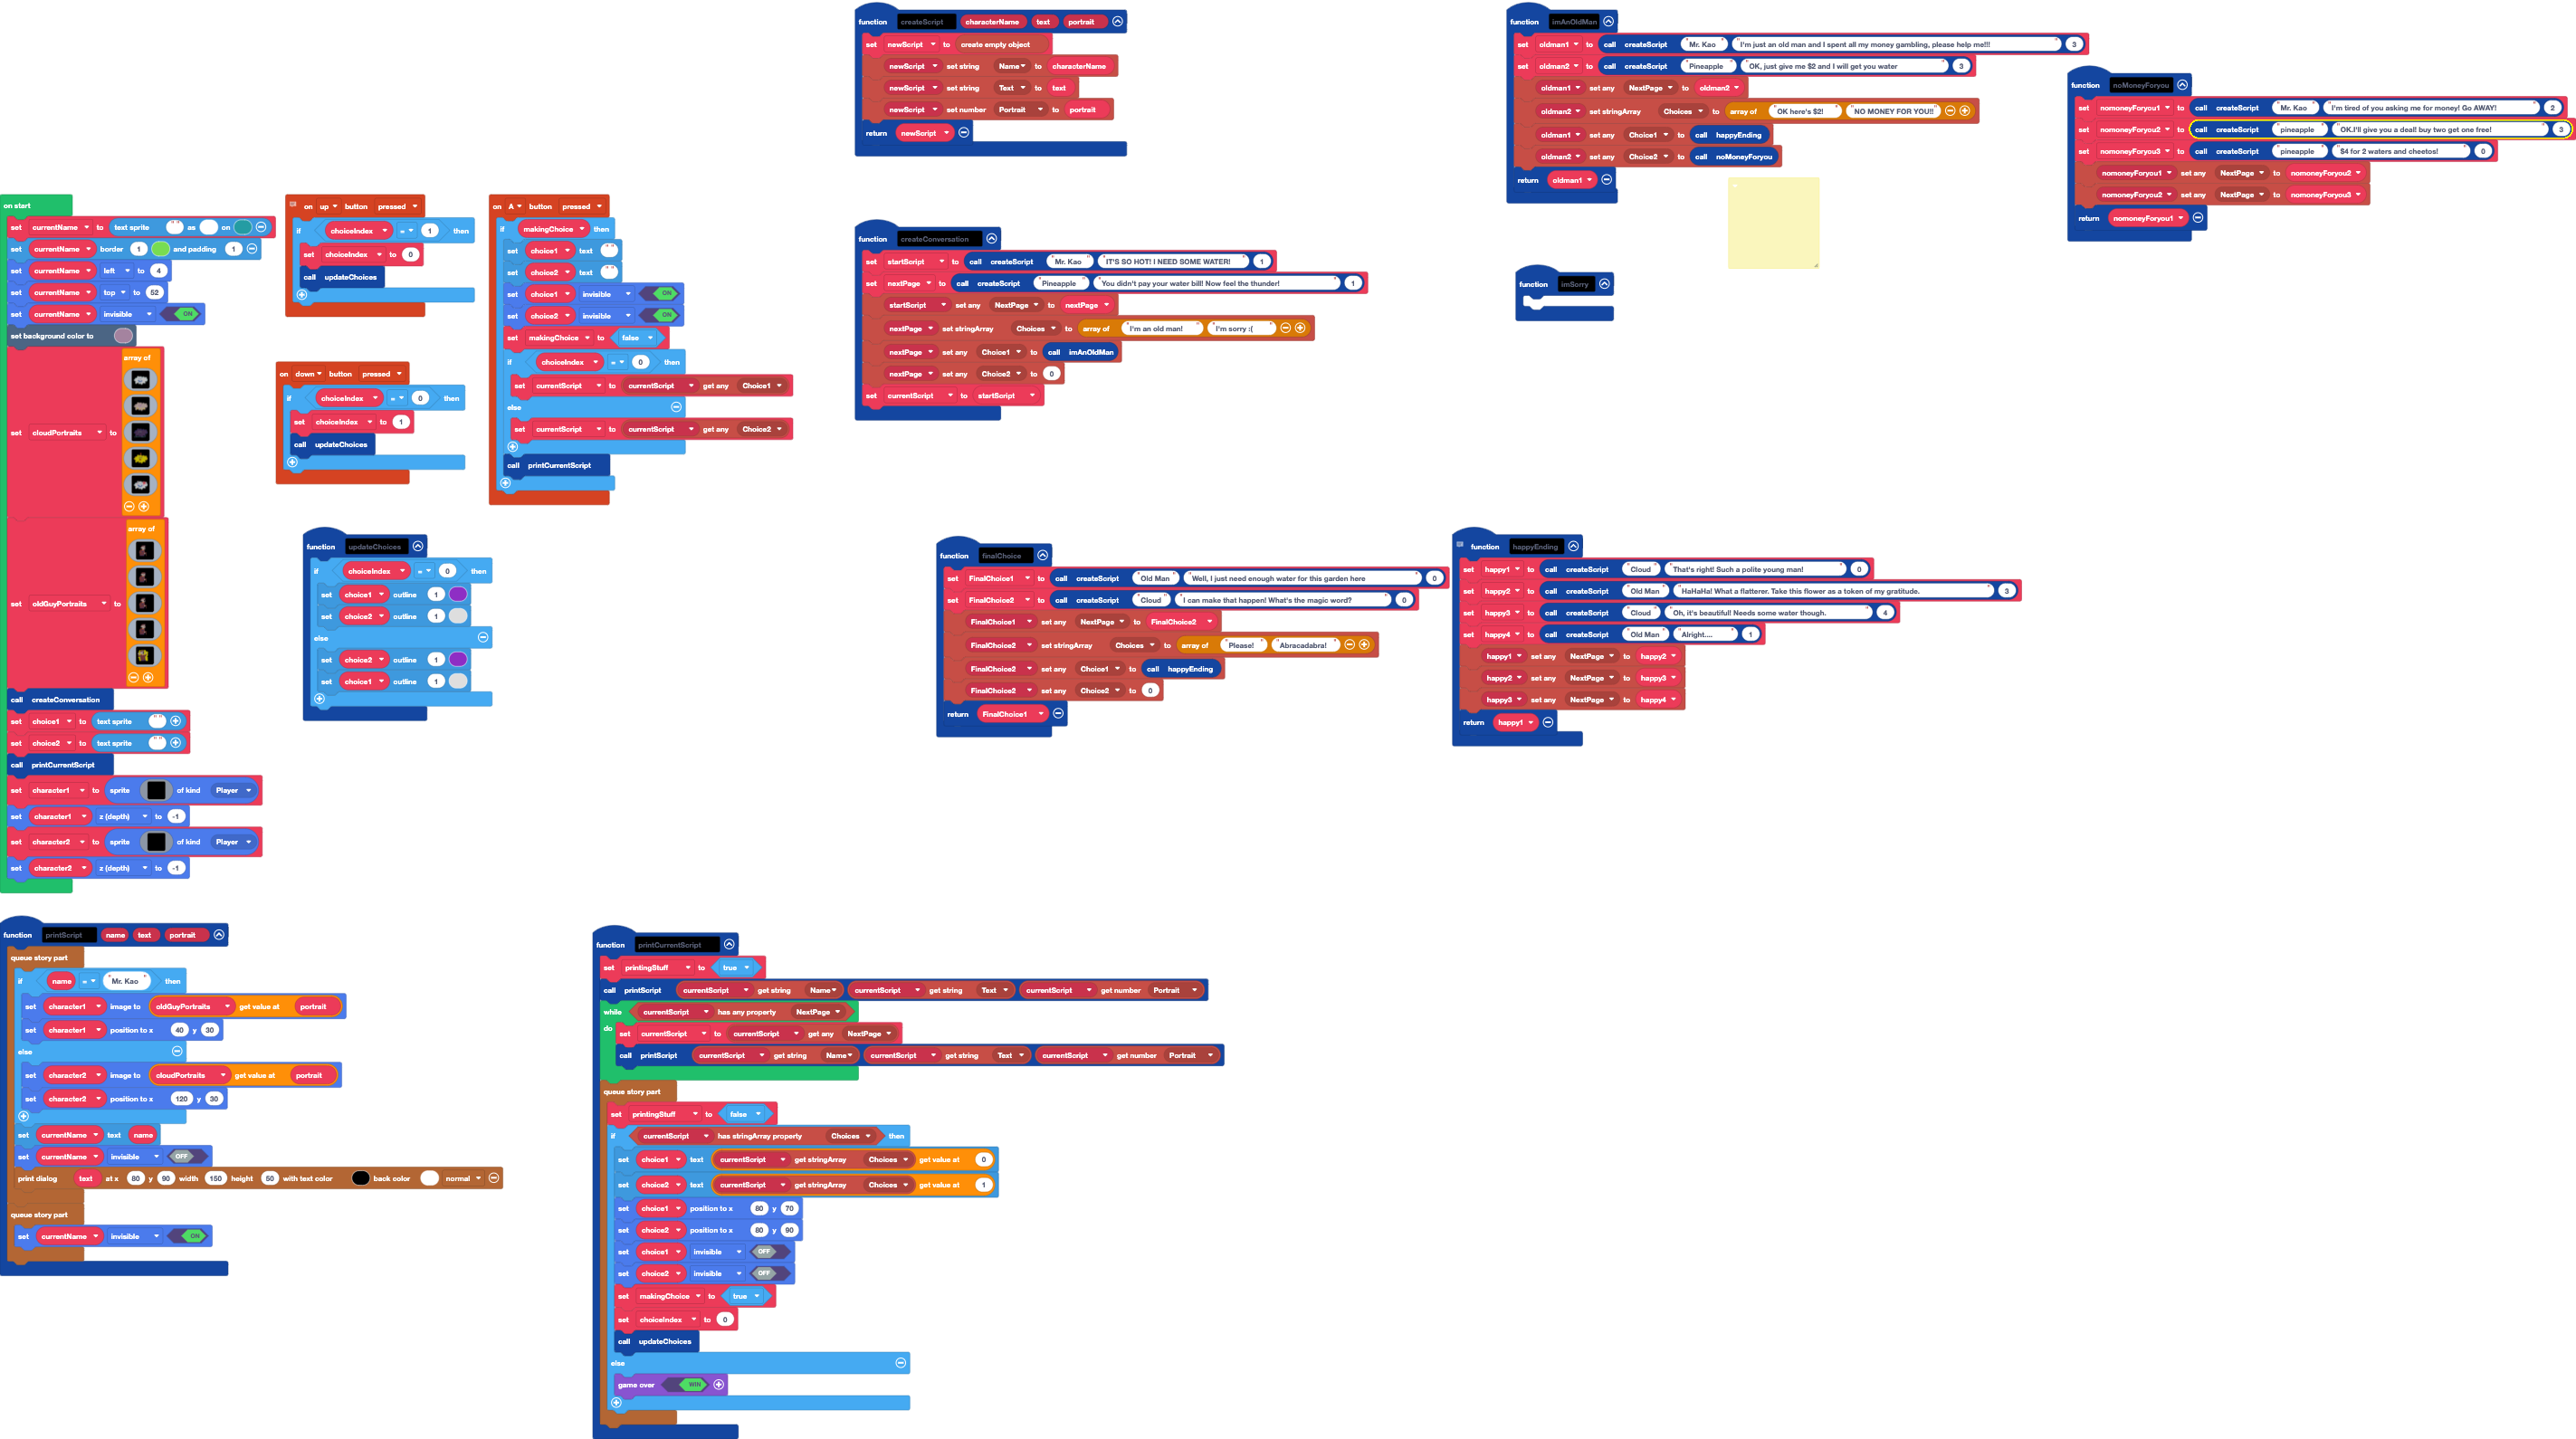 function createScript characterName text portrait
set newScript to create empty object
newScript set string Name to characterName
newScript set string Text to text
newScript set number Portrait to portrait
return newScript
function imAnOldMan
set oldman1 to call createScript "Mr. Kao" "I'm just an old man and I spent all my money gambling, please help me!!!" 3
set oldman2 to call createScript "Pineapple" "OK, just give me $2 and I will get you water" 3
oldman1 set any NextPage to oldman2
oldman2 set stringArray Choices to array of "OK here's $2!" "NO MONEY FOR YOU!!"
oldman1 set any Choice1 to call happyEnding
oldman2 set any Choice2 to call noMoneyForyou
return oldman1
function noMoneyForyou
set nomoneyForyou1 to call createScript "Mr. Kao" "I'm tired of you asking me for money! Go AWAY!" 2
set nomoneyForyou2 to call createScript "pineapple" "OK.I'll give you a deal! buy two get one free!" 3
set nomoneyForyou3 to call createScript "pineapple" "$4 for 2 waters and cheetos!" 0
nomoneyForyou1 set any NextPage to nomoneyForyou2
nomoneyForyou2 set any NextPage to nomoneyForyou3
return nomoneyForyou1
on start
set currentName to text sprite " " as on
set currentName border 1 and padding 1
set currentName left to 4
set currentName top to 52
set currentName invisible ON
set background color to
set cloudPortraits to array of
set oldGuyPortraits to array of
call createConversation
set choice1 to text sprite " "
set choice2 to text sprite " "
call printCurrentScript
set character1 to sprite of kind Player
set character1 z (depth) to -1
set character2 to sprite of kind Player
set character2 z (depth) to -1
on up button pressed
if choiceIndex = 1 then
set choiceIndex to 0
call updateChoices
on down button pressed
if choiceIndex = 0 then
set choiceIndex to 1
call updateChoices
on A button pressed
if makingChoice then
set choice1 text " "
set choice2 text " "
set choice1 invisible ON
set choice2 invisible ON
set makingChoice to false
if choiceIndex = 0 then
set currentScript to currentScript get any Choice1
else
set currentScript to currentScript get any Choice2
call printCurrentScript
function createConversation
set startScript to call createScript "Mr. Kao" "IT'S SO HOT! I NEED SOME WATER!" 1
set nextPage to call createScript "Pineapple" "You didn't pay your water bill! Now feel the thunder!" 1
startScript set any NextPage to nextPage
nextPage set stringArray Choices to array of "I'm an old man!" "I'm sorry :("
nextPage set any Choice1 to call imAnOldMan
nextPage set any Choice2 to 0
set currentScript to startScript
function imSorry
function updateChoices
if choiceIndex = 0 then
set choice1 outline 1
set choice2 outline 1
else
set choice2 outline 1
set choice1 outline 1
function finalChoice
set FinalChoice1 to call createScript "Old Man" "Well, I just need enough water for this garden here" 0
set FinalChoice2 to call createScript "Cloud" "I can make that happen! What's the magic word?" 0
FinalChoice1 set any NextPage to FinalChoice2
FinalChoice2 set stringArray Choices to array of "Please!" "Abracadabra!"
FinalChoice2 set any Choice1 to call happyEnding
FinalChoice2 set any Choice2 to 0
return FinalChoice1
function happyEnding
set happy1 to call createScript "Cloud" "That's right! Such a polite young man!" 0
set happy2 to call createScript "Old Man" "HaHaHa! What a flatterer. Take this flower as a token of my gratitude." 3
set happy3 to call createScript "Cloud" "Oh, it's beautiful! Needs some water though." 4
set happy4 to call createScript "Old Man" "Alright...." 1
happy1 set any NextPage to happy2
happy2 set any NextPage to happy3
happy3 set any NextPage to happy4
return happy1
function printScript name text portrait
queue story part
if name = "Mr. Kao" then
set character1 image to oldGuyPortraits get value at portrait
set character1 position to x 40 y 30
else
set character2 image to cloudPortraits get value at portrait
set character2 position to x 120 y 30
set currentName text name
set currentName invisible OFF
print dialog text at x 80 y 90 width 150 height 50 with text color back color normal
queue story part
set currentName invisible ON
function printCurrentScript
set printingStuff to true
call printScript currentScript get string Name currentScript get string Text currentScript get number Portrait
while currentScript has any property NextPage
do set currentScript to currentScript get any NextPage
call printScript currentScript get string Name currentScript get string Text currentScript get number Portrait
queue story part
set printingStuff to false
if currentScript has stringArray property Choices then
set choice1 text currentScript get stringArray Choices get value at 0
set choice2 text currentScript get stringArray Choices get value at 1
set choice1 position to x 80 y 70
set choice2 position to x 80 y 90
set choice1 invisible OFF
set choice2 invisible OFF
set makingChoice to true
set choiceIndex to 0
call updateChoices
else
game over WIN